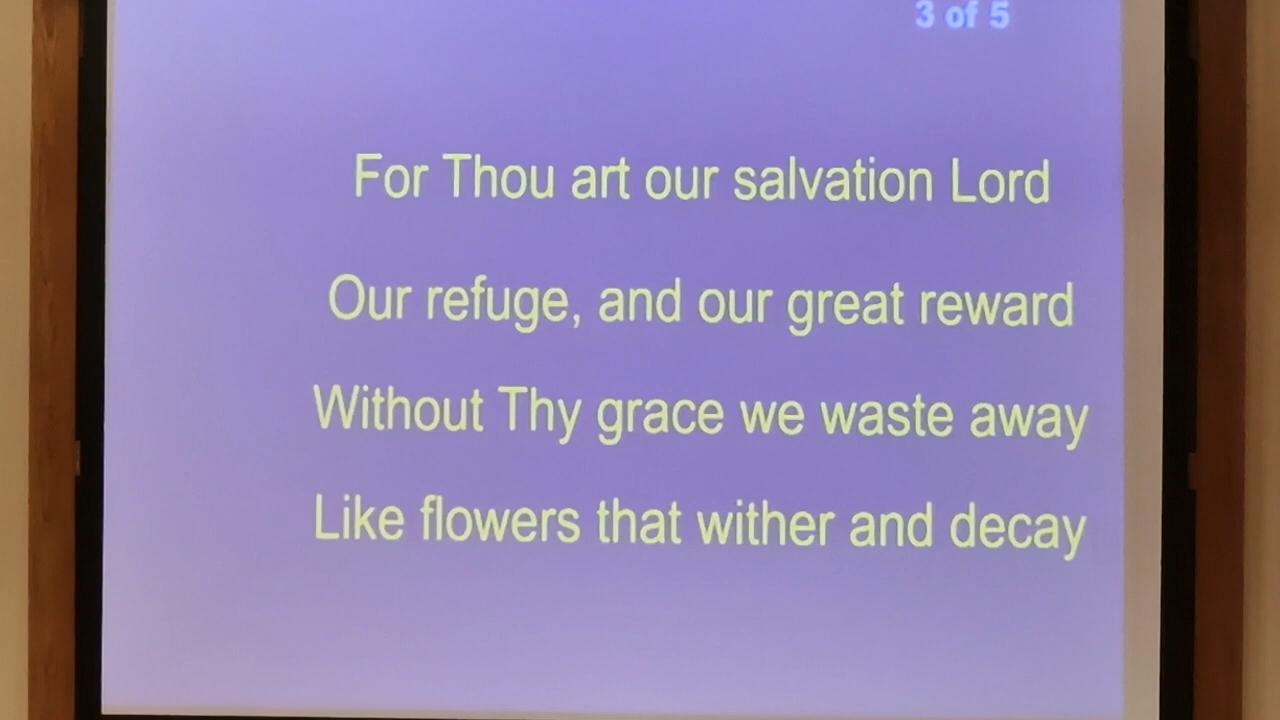 3 of 5
For Thou art our salvation Lord
Our refuge, and our great reward
Without Thy grace we waste away
Like flowers that wither and decay